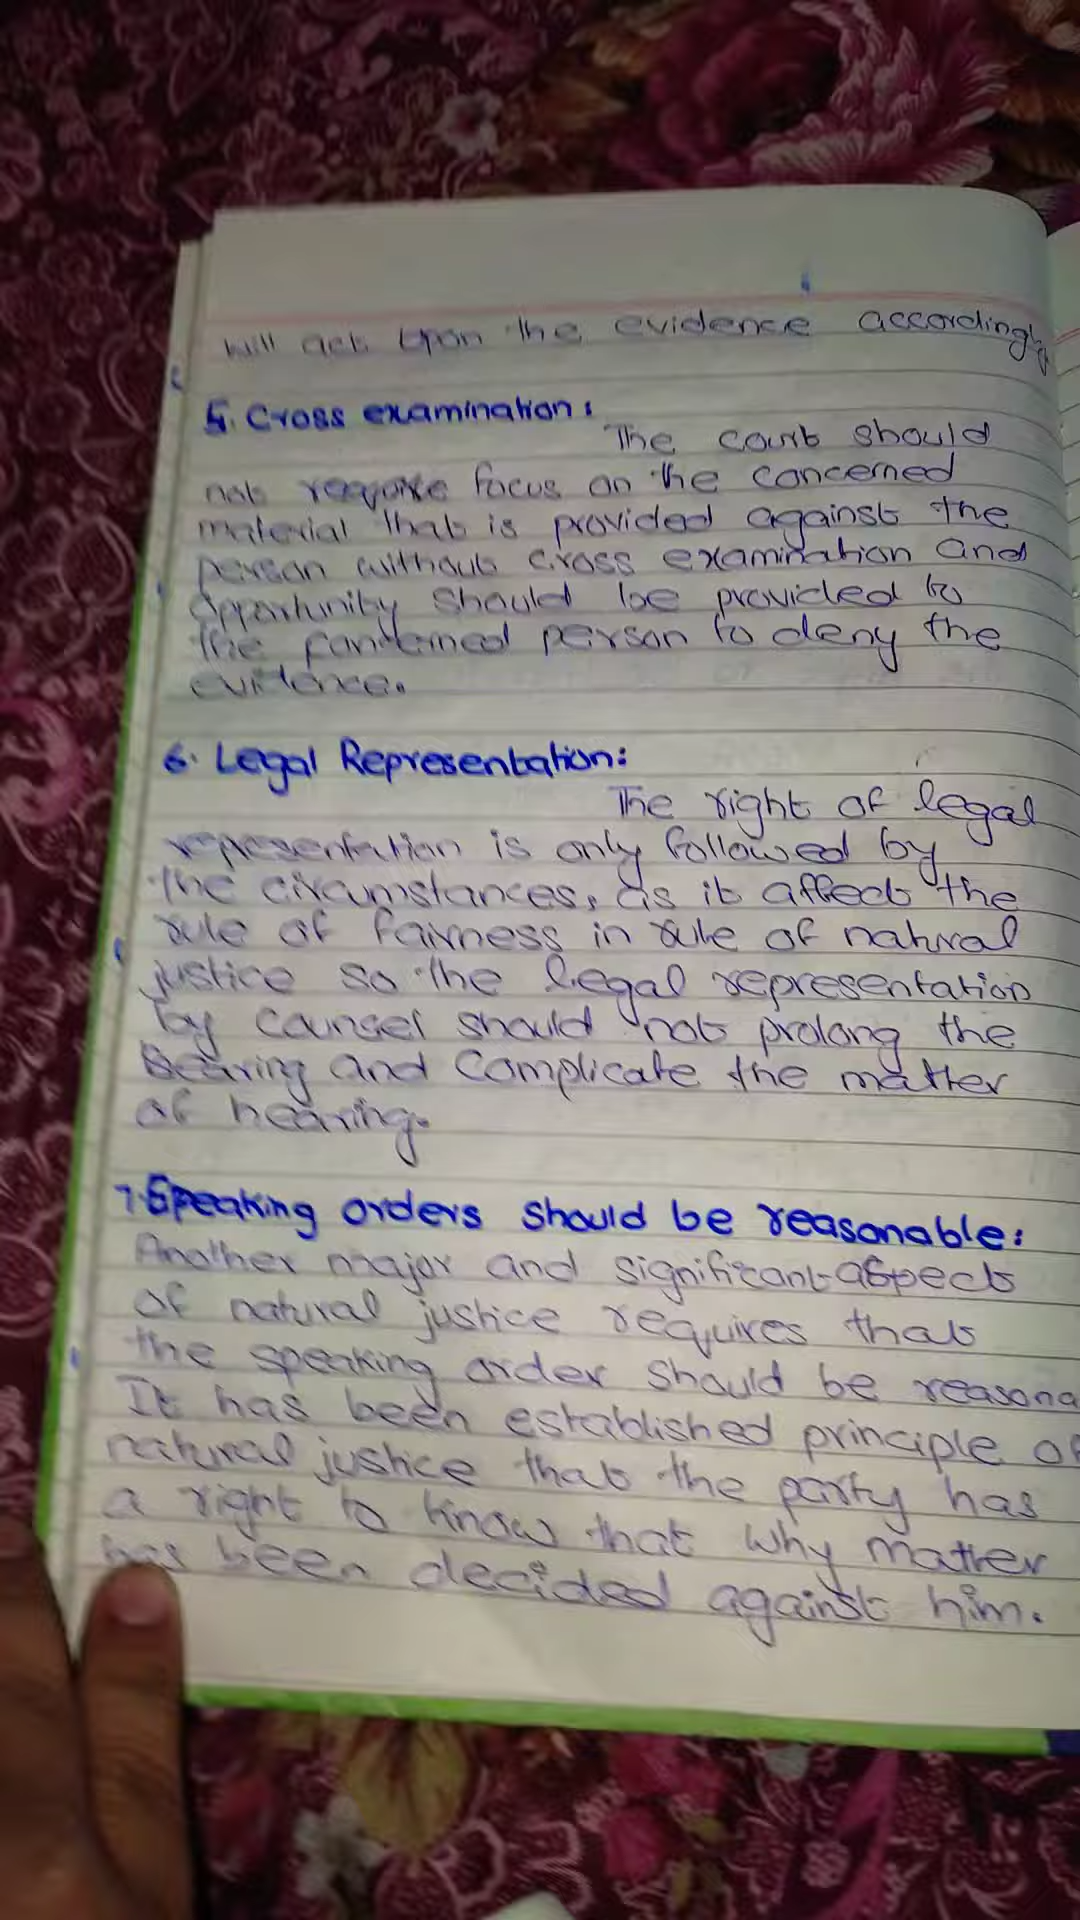 will act upon the evidence accordingly
5. Cross examination:
The court should
not require focus on the concerned
material that is provided against the
person without cross examination and
opportunity should be provided to
the person to deny the
evidence.
6. Legal Representation:
The right of legal
representation is only followed by
the circumstances, as it affect the
rule of fairness in rule of natural
justice so the legal representation
by counsel should not prolong the
hearing and complicate the matter
of hearing.
7. Speaking orders should be reasonable:
Another major and significant aspect
of natural justice requires that
the speaking order should be reasona
It has been established principle of
natural justice that the party has
a right to know that why matter
has been decided against him.